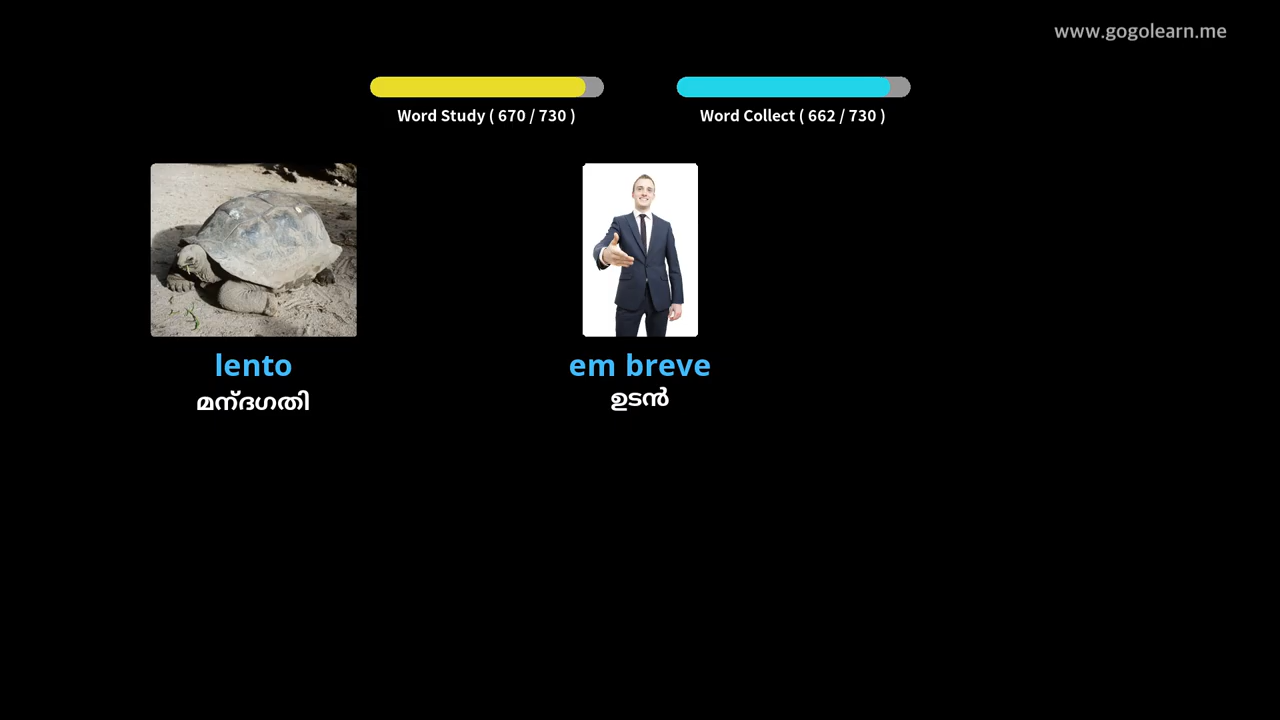 www.gogolearn.me
Word Study ( 670 / 730 )
Word Collect ( 662 / 730 )
lento
മന്ദഗതി
em breve
ഉടൻ